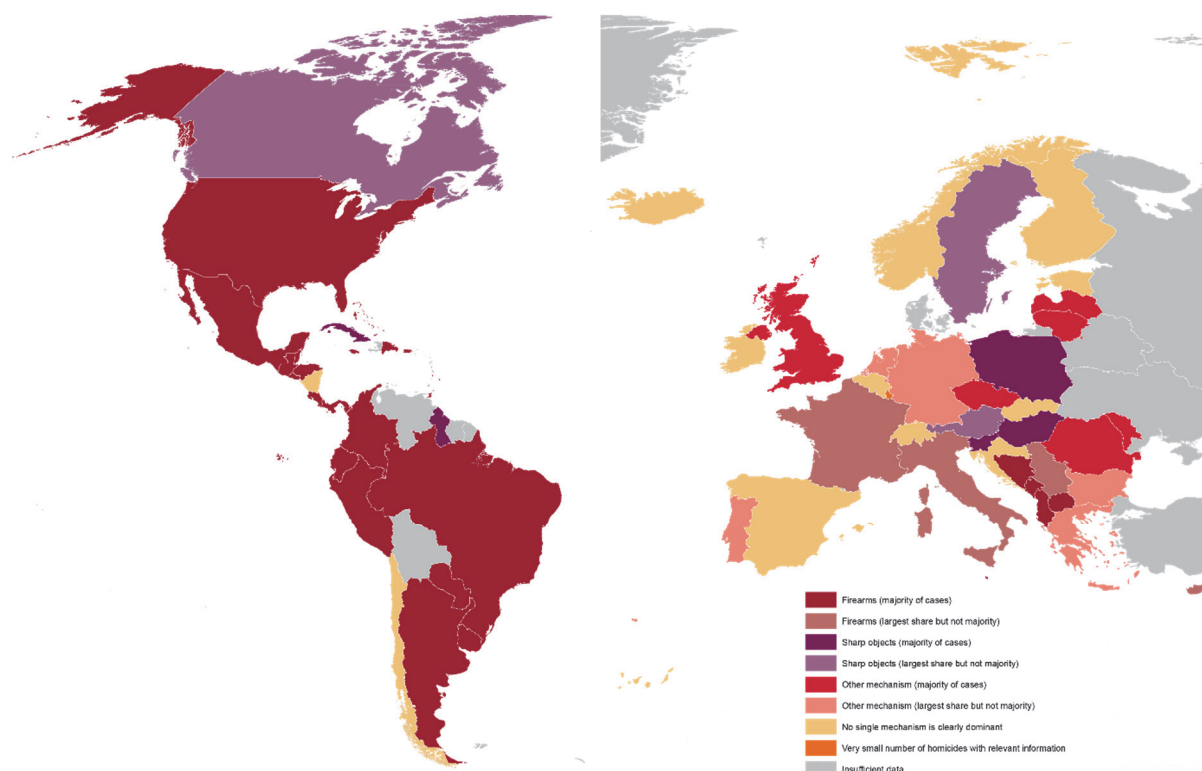 Firearms (majority of cases)
Firearms (largest share but not majority)
Sharp objects (majority of cases)
Sharp objects (largest share but not majority)
Other mechanism (majority of cases)
Other mechanism (largest share but not majority)
No single mechanism is clearly dominant
Very small number of homicides with relevant information
Insufficient data